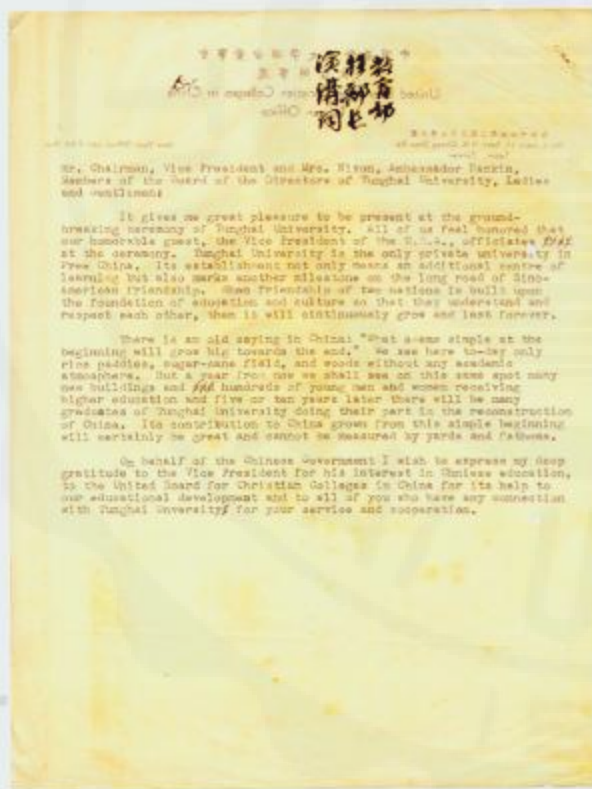 教育部
程部長
演講詞
Mr. Chairman, Vice President and Mrs. Nixon, Ambassador Rankin,
Members of the Board of the Directors of Tunghai University, Ladies
and Gentlemen:
It gives me great pleasure to be present at the ground-
breaking ceremony of Tunghai University. All of us feel honored that
our honorable guest, the Vice President of the U.S.A., officiates
at the ceremony. Tunghai University is the only private university in
Free China. Its establishment not only means an additional centre of
learning but also marks another milestone on the long road of Sino-
American friendship. When friendship of two nations is built upon
the foundation of education and culture so that they understand and
respect each other, then it will cintinuously grow and last forever.
There is an old saying in China: "What seems simple at the
beginning will grow big towards the end." We see here to-day only
rice paddies, sugar-cane field, and woods without any academic
atmosphere. But a year from now we shall see on this same spot many
new buildings and hundreds of young men and women receiving
higher education and five or ten years later there will be many
graduates of Tunghai University doing their part in the reconstruction
of China. Its contribution to China grown from this simple beginning
will certainly be great and cannot be measured by yards and fathoms.
On behalf of the Chinese Government I wish to express my deep
gratitude to the Vice President for his interest in Chniese education,
to the United Board for Christian Colleges in China for its help to
our educational development and to all of you who have any connection
with Tunghai Unversity for your service and cooperation.